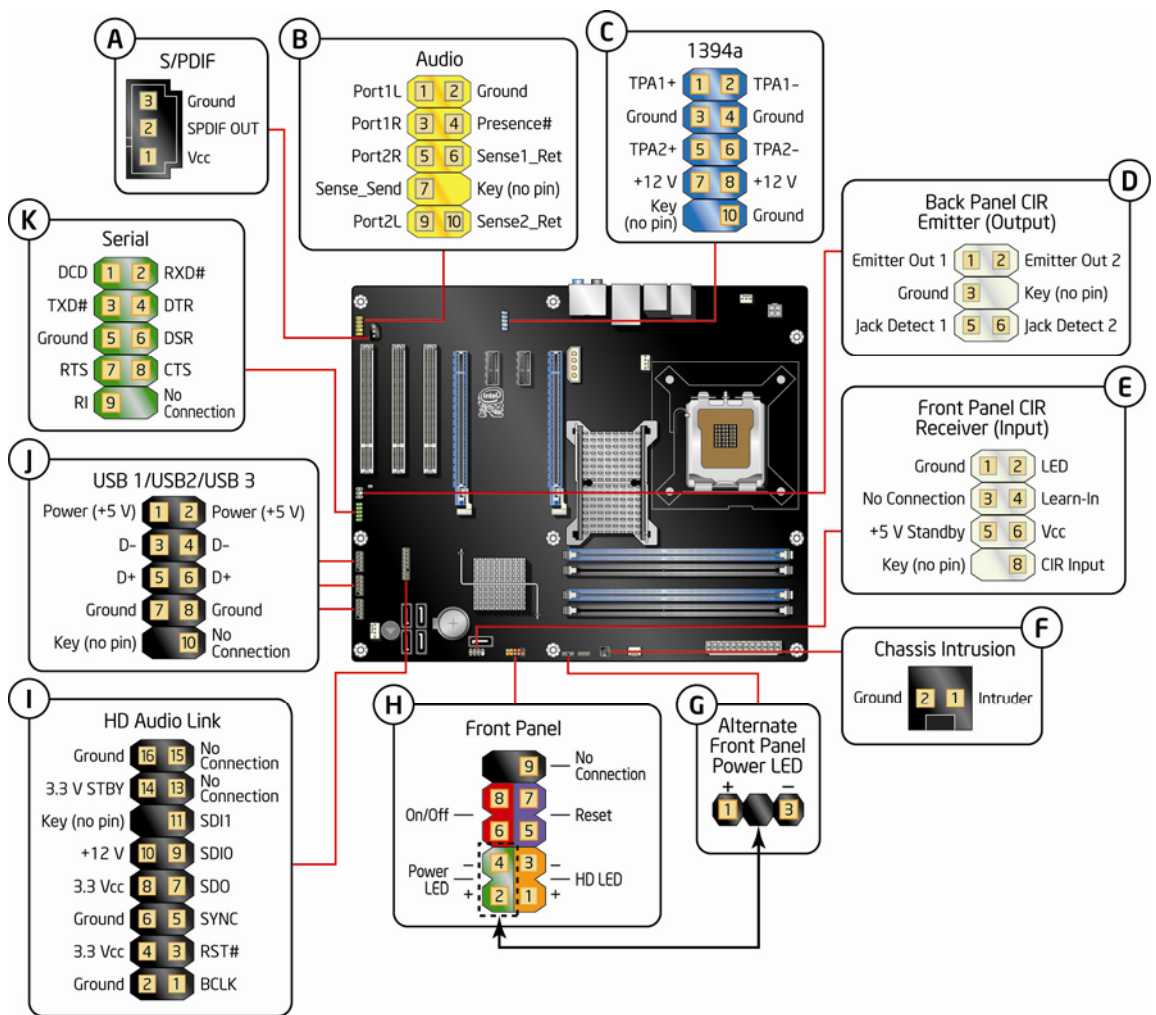 A
S/PDIF
3 Ground
2 SPDIF OUT
1 Vcc
B
Audio
Port1L 1 2 Ground
Port1R 3 4 Presence#
Port2R 5 6 Sense1_Ret
Sense_Send 7 Key (no pin)
Port2L 9 10 Sense2_Ret
C
1394a
TPA1+ 1 2 TPA1-
Ground 3 4 Ground
TPA2+ 5 6 TPA2-
+12 V 7 8 +12 V
Key
(no pin) 10 Ground
D
Back Panel CIR
Emitter (Output)
Emitter Out 1 1 2 Emitter Out 2
Ground 3 Key (no pin)
Jack Detect 1 5 6 Jack Detect 2
E
Front Panel CIR
Receiver (Input)
Ground 1 2 LED
No Connection 3 4 Learn-In
+5 V Standby 5 6 Vcc
Key (no pin) 8 CIR Input
F
Chassis Intrusion
Ground 2 1 Intruder
G
Alternate
Front Panel
Power LED
+ -
1 3
H
Front Panel
9 No
Connection
8 7
On/Off Reset
6 5
- 4 3 -
Power
LED HD LED
+ 2 1 +
I
HD Audio Link
Ground 16 15 No
Connection
3.3 V STBY 14 13 No
Connection
Key (no pin) 11 SDI1
+12 V 10 9 SDI0
3.3 Vcc 8 7 SDO
Ground 6 5 SYNC
3.3 Vcc 4 3 RST#
Ground 2 1 BCLK
J
USB 1/USB2/USB 3
Power (+5 V) 1 2 Power (+5 V)
D- 3 4 D-
D+ 5 6 D+
Ground 7 8 Ground
Key (no pin) 10 No
Connection
K
Serial
DCD 1 2 RXD#
TXD# 3 4 DTR
Ground 5 6 DSR
RTS 7 8 CTS
RI 9 No
Connection
intel